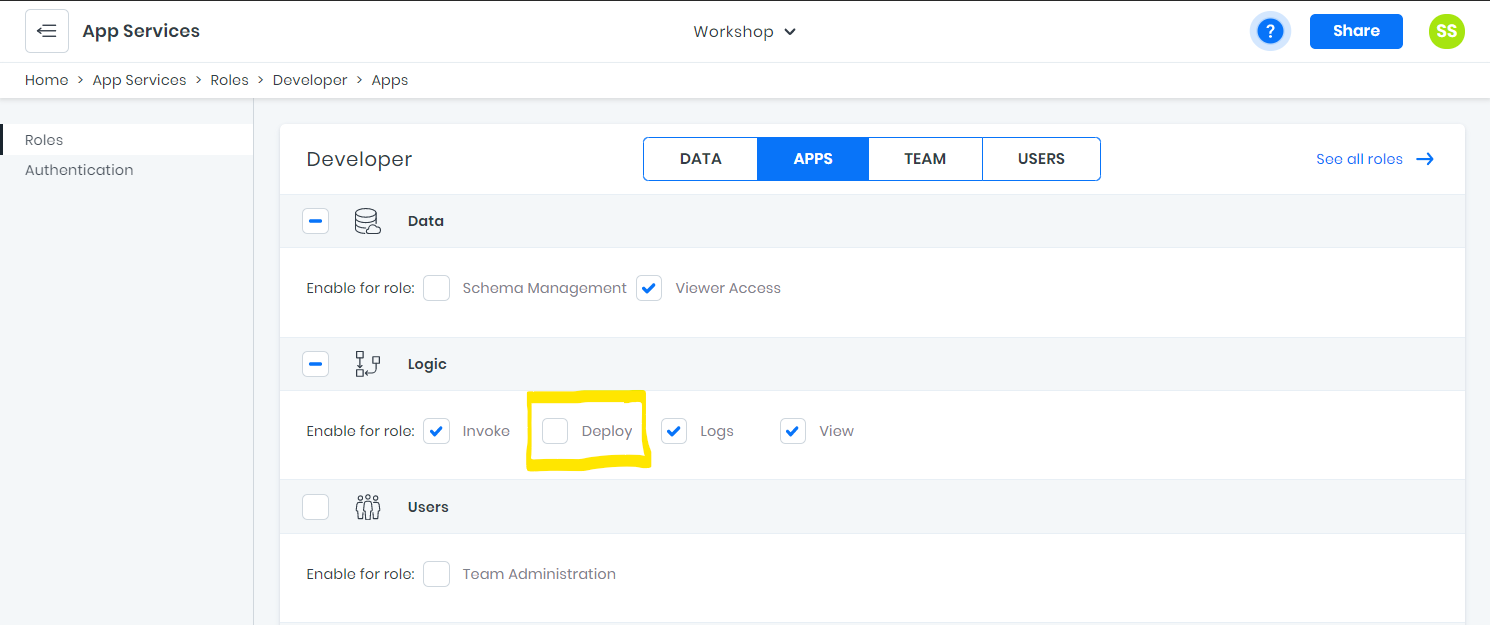 App Services
Workshop
?
Share
SS
Home > App Services > Roles > Developer > Apps
Roles
Authentication
Developer
DATA
APPS
TEAM
USERS
See all roles
Data
Enable for role: Schema Management Viewer Access
Logic
Enable for role: Invoke Deploy Logs View
Users
Enable for role: Team Administration